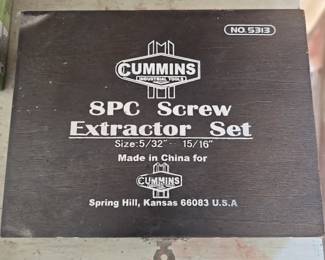 NO.5313
CUMMINS
INDUSTRIAL TOOLS
8PC Screw
Extractor Set
Size:5/32"- 15/16"
Made in China for
CUMMINS
Spring Hill, Kansas 66083 U.S.A